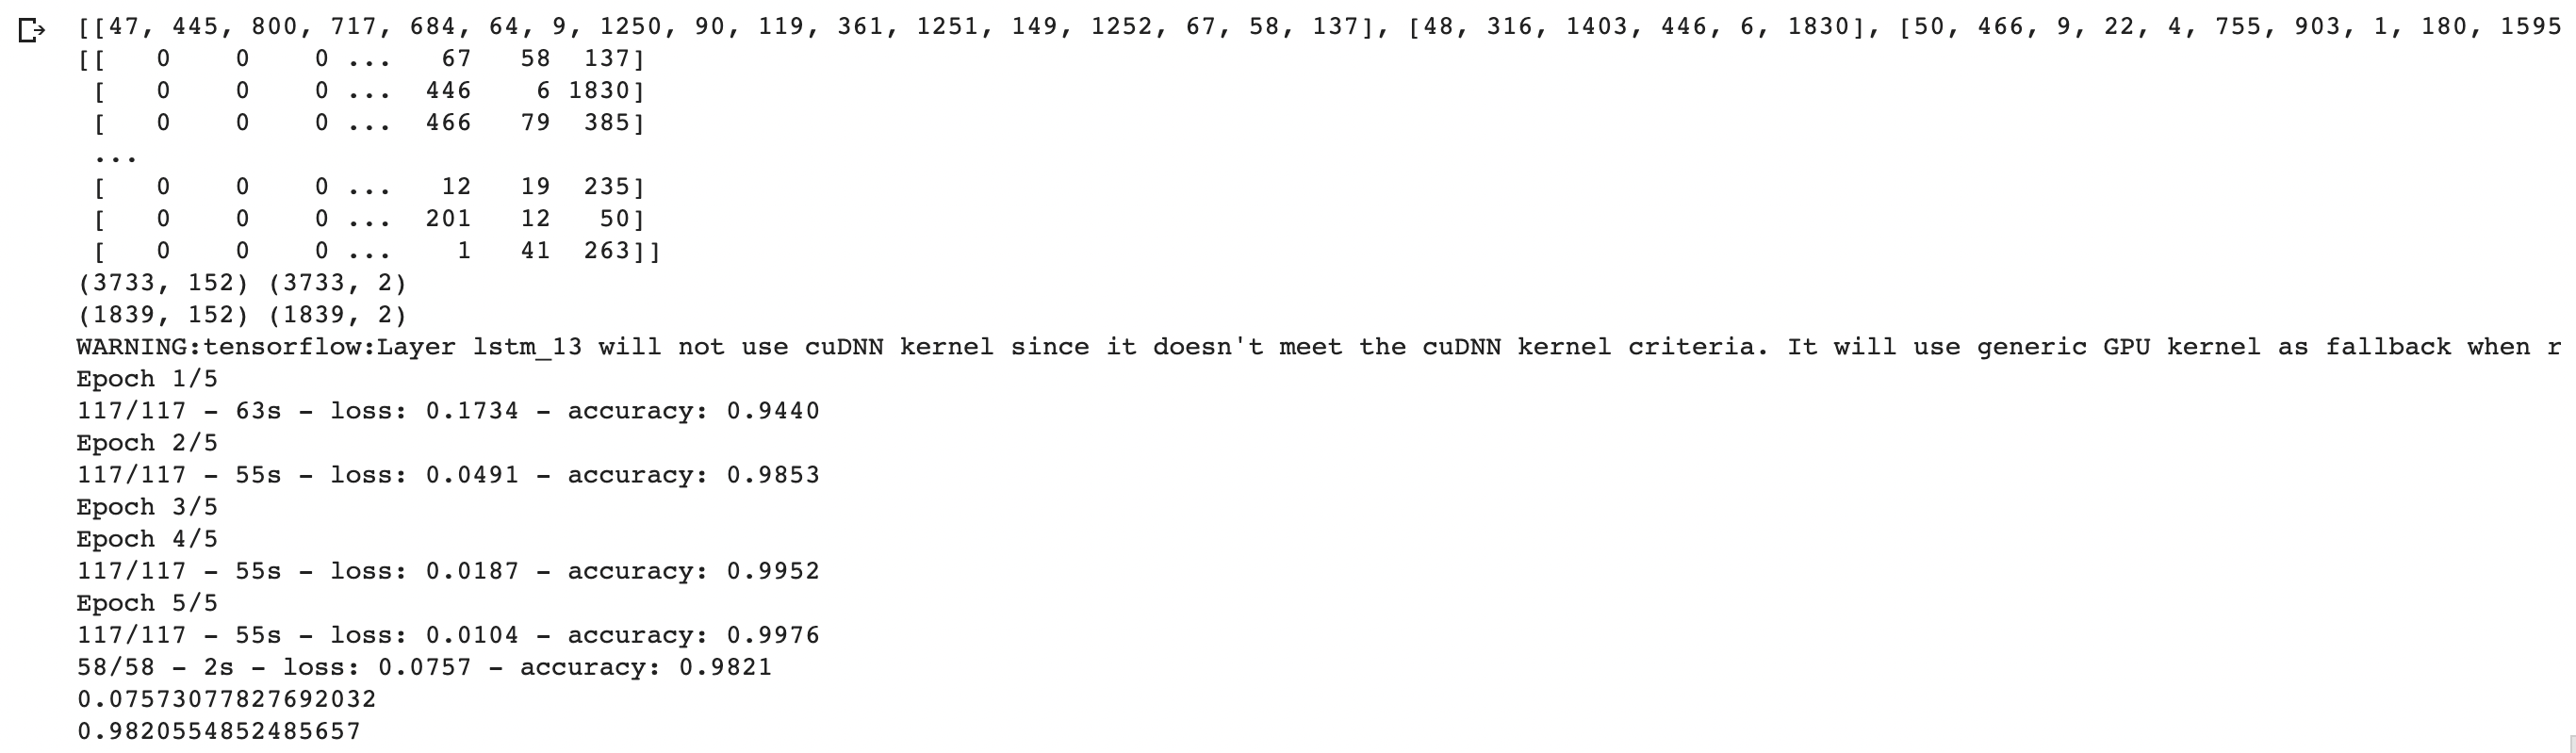 [[47, 445, 800, 717, 684, 64, 9, 1250, 90, 119, 361, 1251, 149, 1252, 67, 58, 137], [48, 316, 1403, 446, 6, 1830], [50, 466, 9, 22, 4, 755, 903, 1, 180, 1595
[[   0    0    0 ...   67   58  137]
 [   0    0    0 ...  446    6 1830]
 [   0    0    0 ...  466   79  385]
 ...
 [   0    0    0 ...   12   19  235]
 [   0    0    0 ...  201   12   50]
 [   0    0    0 ...    1   41  263]]
(3733, 152) (3733, 2)
(1839, 152) (1839, 2)
WARNING:tensorflow:Layer lstm_13 will not use cuDNN kernel since it doesn't meet the cuDNN kernel criteria. It will use generic GPU kernel as fallback when r
Epoch 1/5
117/117 - 63s - loss: 0.1734 - accuracy: 0.9440
Epoch 2/5
117/117 - 55s - loss: 0.0491 - accuracy: 0.9853
Epoch 3/5
Epoch 4/5
117/117 - 55s - loss: 0.0187 - accuracy: 0.9952
Epoch 5/5
117/117 - 55s - loss: 0.0104 - accuracy: 0.9976
58/58 - 2s - loss: 0.0757 - accuracy: 0.9821
0.07573077827692032
0.9820554852485657